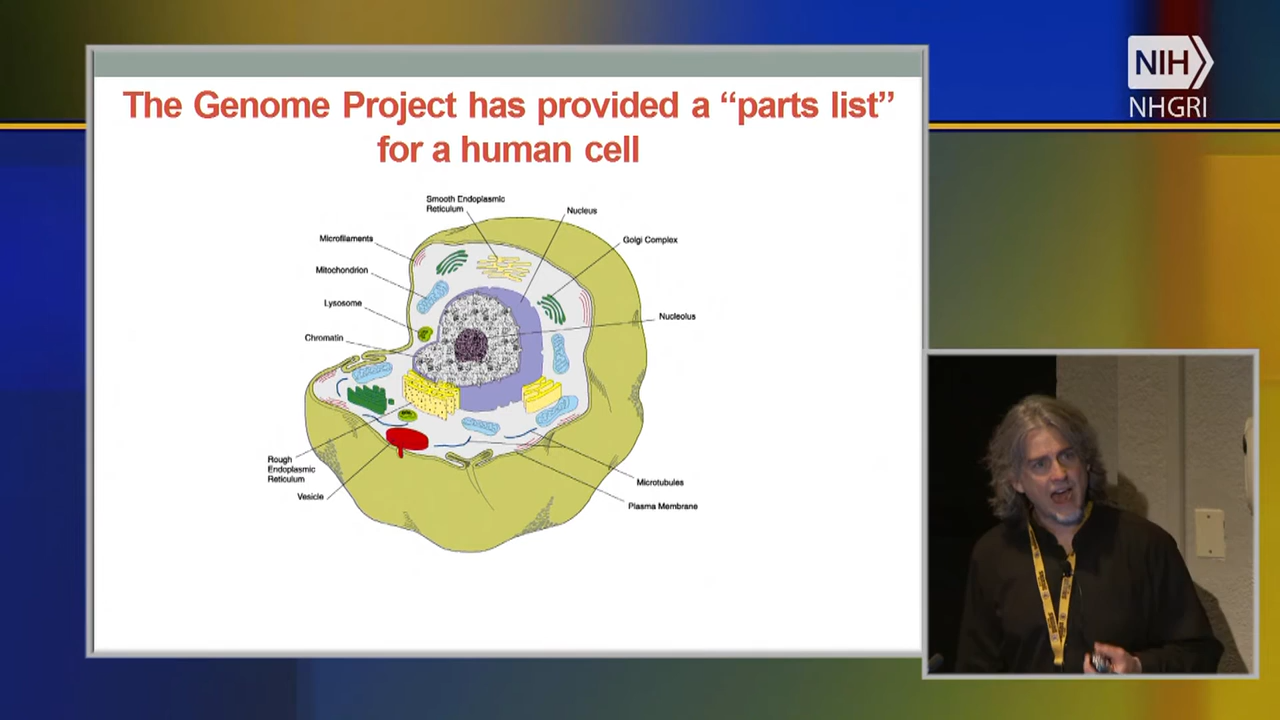 The Genome Project has provided a “parts list”
for a human cell
NIH
NHGRI
Smooth Endoplasmic
Reticulum
Nucleus
Microfilaments
Golgi Complex
Mitochondrion
Lysosome
Nucleolus
Chromatin
Rough
Endoplasmic
Reticulum
Vesicle
Microtubules
Plasma Membrane